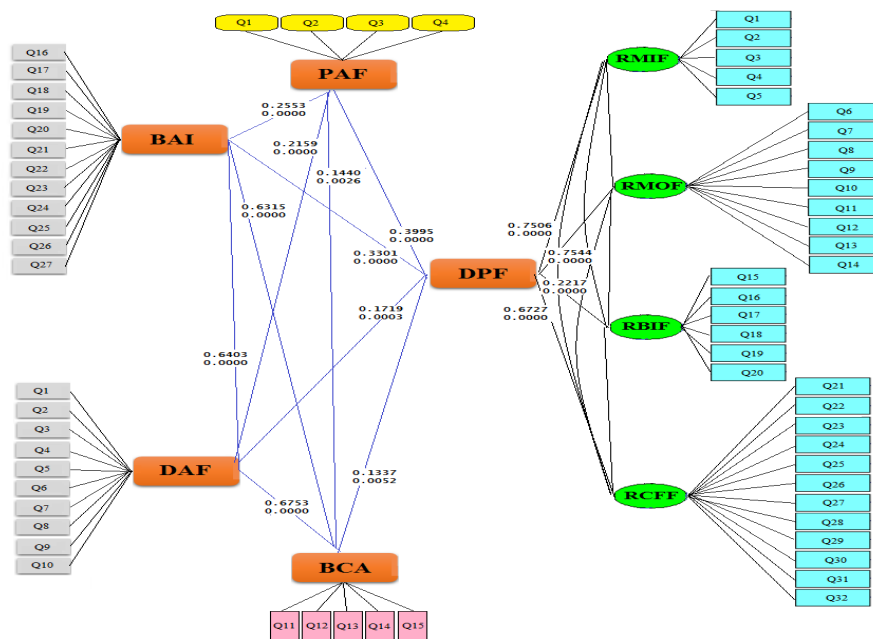 Q1
Q2
Q3
Q4
PAF
Q16
Q17
Q18
Q19
Q20
Q21
Q22
Q23
Q24
Q25
Q26
Q27
BAI
0.2553
0.0000
0.2159
0.0000
0.1440
0.0026
0.6315
0.0000
0.3995
0.0000
0.3301
0.0000
0.1719
0.0003
0.6403
0.0000
DPF
Q1
Q2
Q3
Q4
Q5
Q6
Q7
Q8
Q9
Q10
DAF
0.1337
0.0052
0.6753
0.0000
BCA
Q11
Q12
Q13
Q14
Q15
0.7506
0.0000
0.7544
0.0000
0.2217
0.0000
0.6727
0.0000
RMIF
Q1
Q2
Q3
Q4
Q5
RMOF
Q6
Q7
Q8
Q9
Q10
Q11
Q12
Q13
Q14
RBIF
Q15
Q16
Q17
Q18
Q19
Q20
RCFF
Q21
Q22
Q23
Q24
Q25
Q26
Q27
Q28
Q29
Q30
Q31
Q32